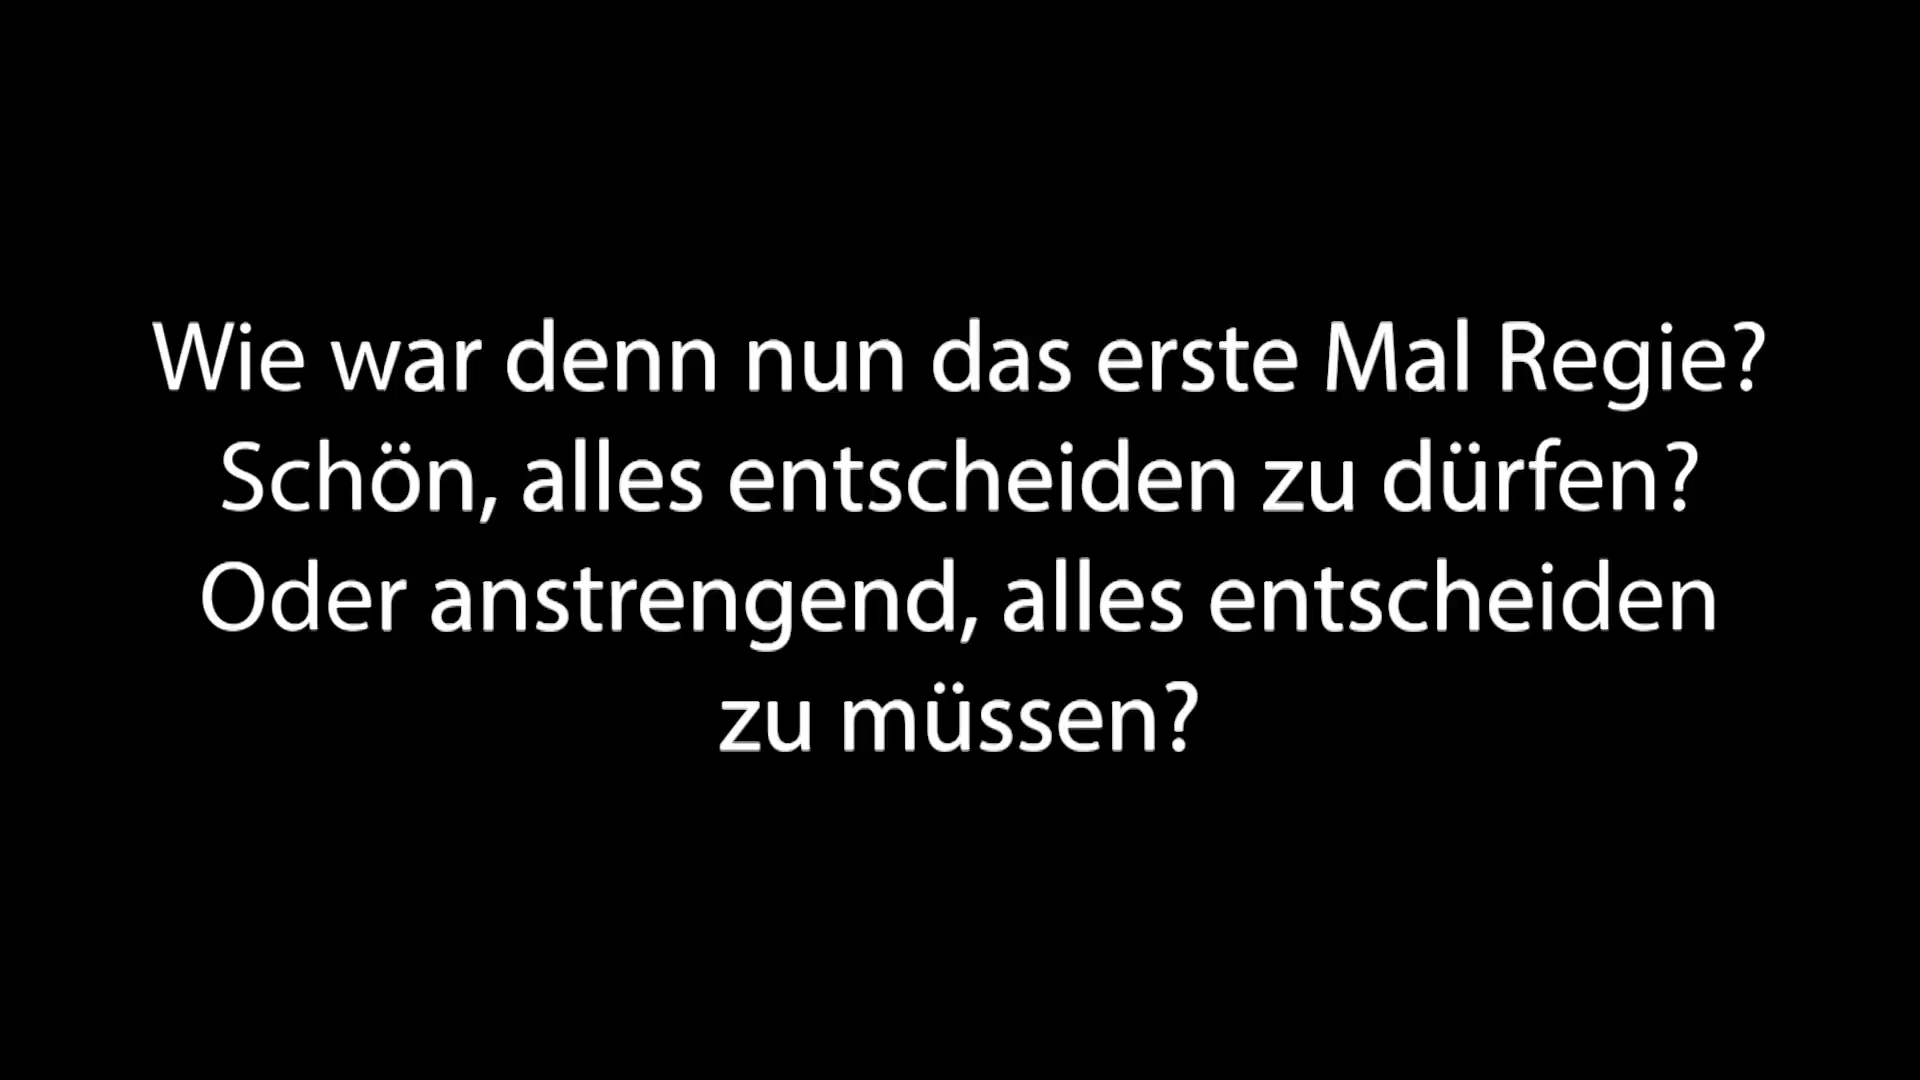 Wie war denn nun das erste Mal Regie?
Schön, alles entscheiden zu dürfen?
Oder anstrengend, alles entscheiden
zu müssen?